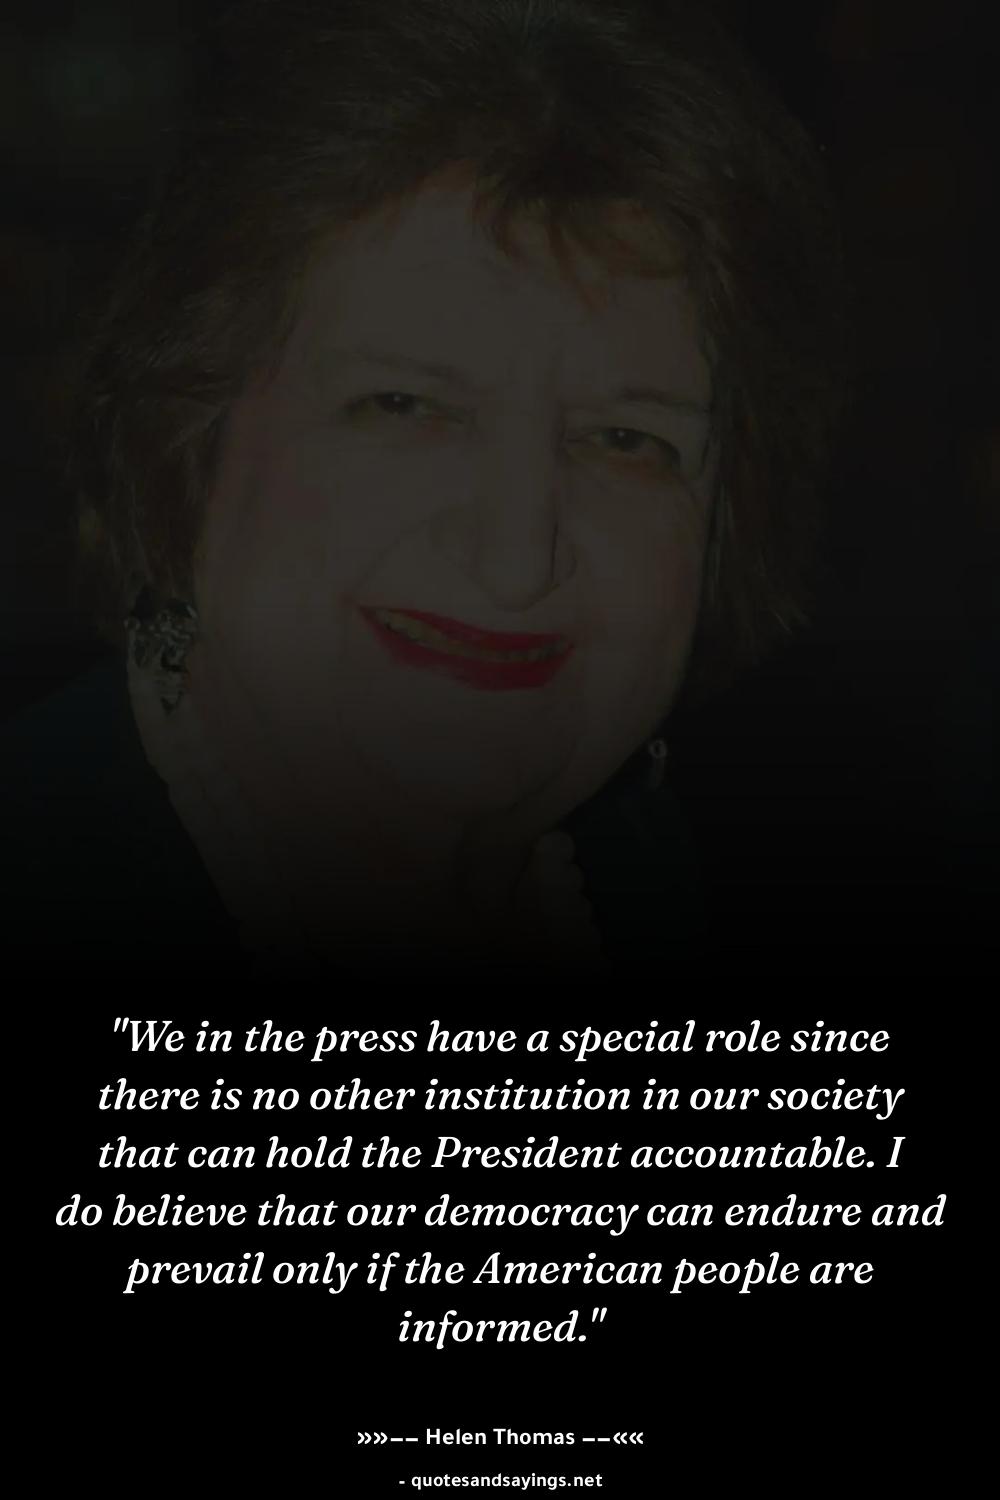 "We in the press have a special role since
there is no other institution in our society
that can hold the President accountable. I
do believe that our democracy can endure and
prevail only if the American people are
informed."
»»–– Helen Thomas ––««
- quotesandsayings.net